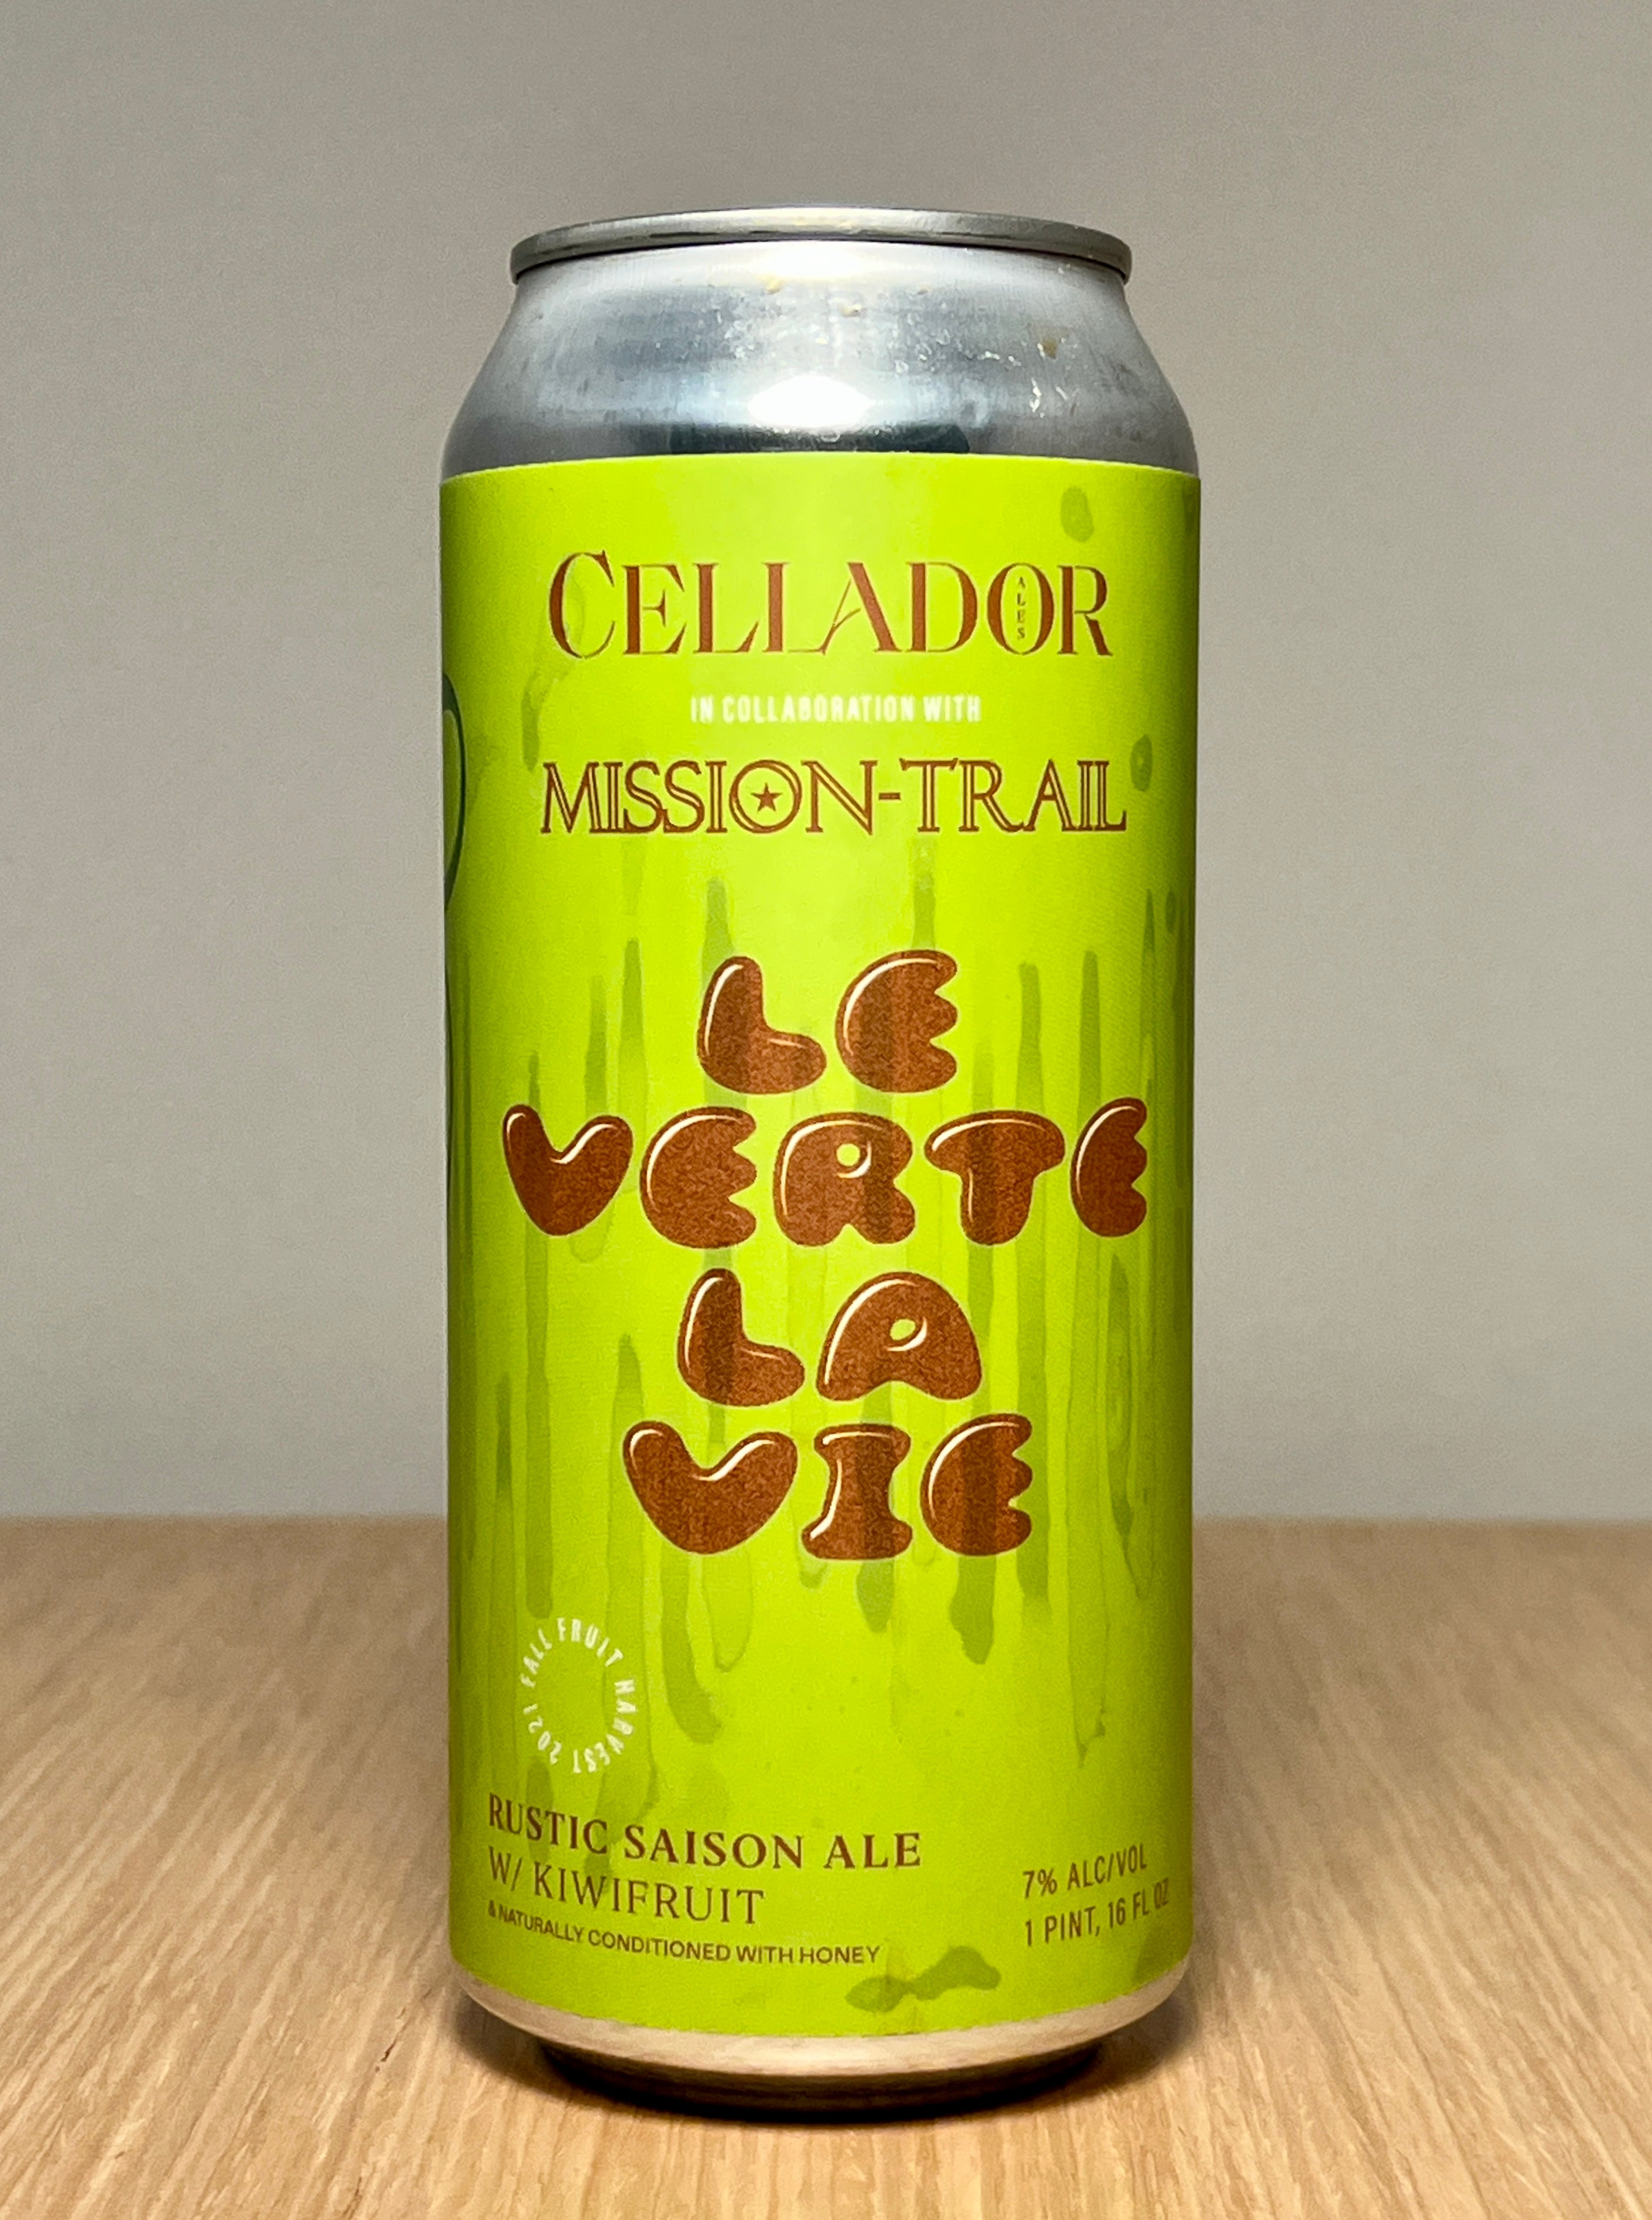 CELLADOR
ALES
IN COLLABORATION WITH
MISSION-TRAIL
LE
VERTE
LA
VIE
FALL FRUIT HARVEST 2021
RUSTIC SAISON ALE
W/ KIWIFRUIT
& NATURALLY CONDITIONED WITH HONEY
7% ALC/VOL
1 PINT, 16 FL OZ